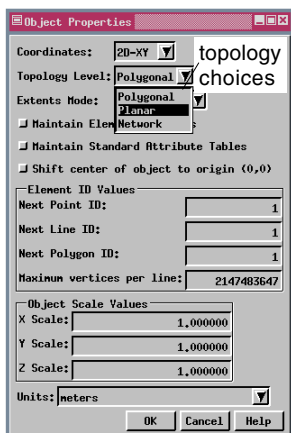 Object Properties
Coordinates: 2D-XY
topology choices
Topology Level: Polygonal
Polygonal
Planar
Network
Extents Mode:
Maintain Elem s
Maintain Standard Attribute Tables
Shift center of object to origin (0,0)
Element ID Values
Next Point ID: 1
Next Line ID: 1
Next Polygon ID: 1
Maximum vertices per line: 2147483647
Object Scale Values
X Scale: 1.000000
Y Scale: 1.000000
Z Scale: 1.000000
Units: meters
OK Cancel Help